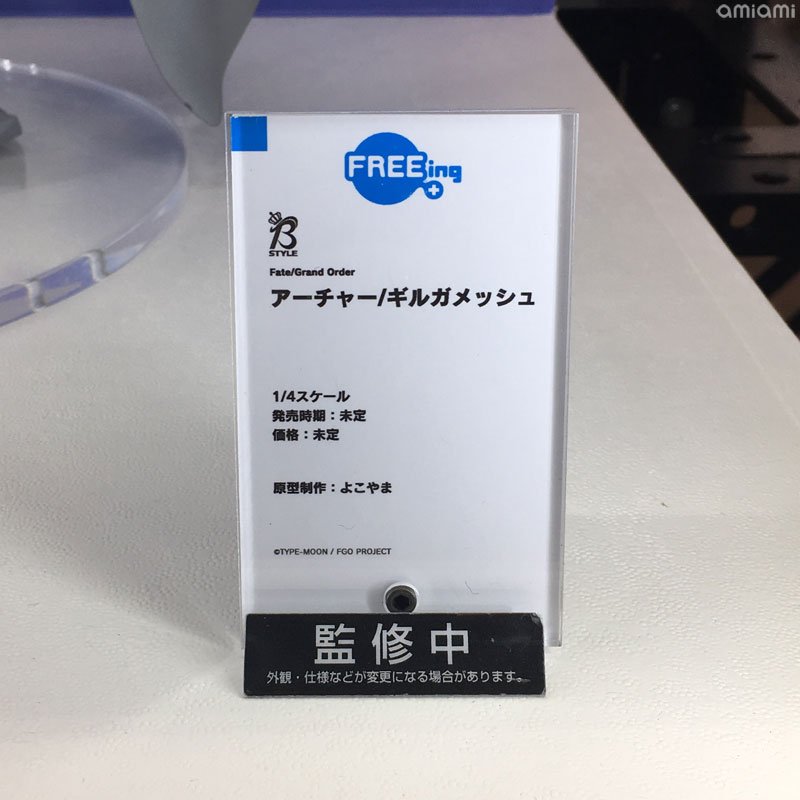 amiami
FREEing
B
STYLE
Fate/Grand Order
アーチャー/ギルガメッシュ
1/4スケール
発売時期：未定
価格：未定
原型制作：よこやま
©TYPE-MOON / FGO PROJECT
監修中
外観・仕様などが変更になる場合があります。